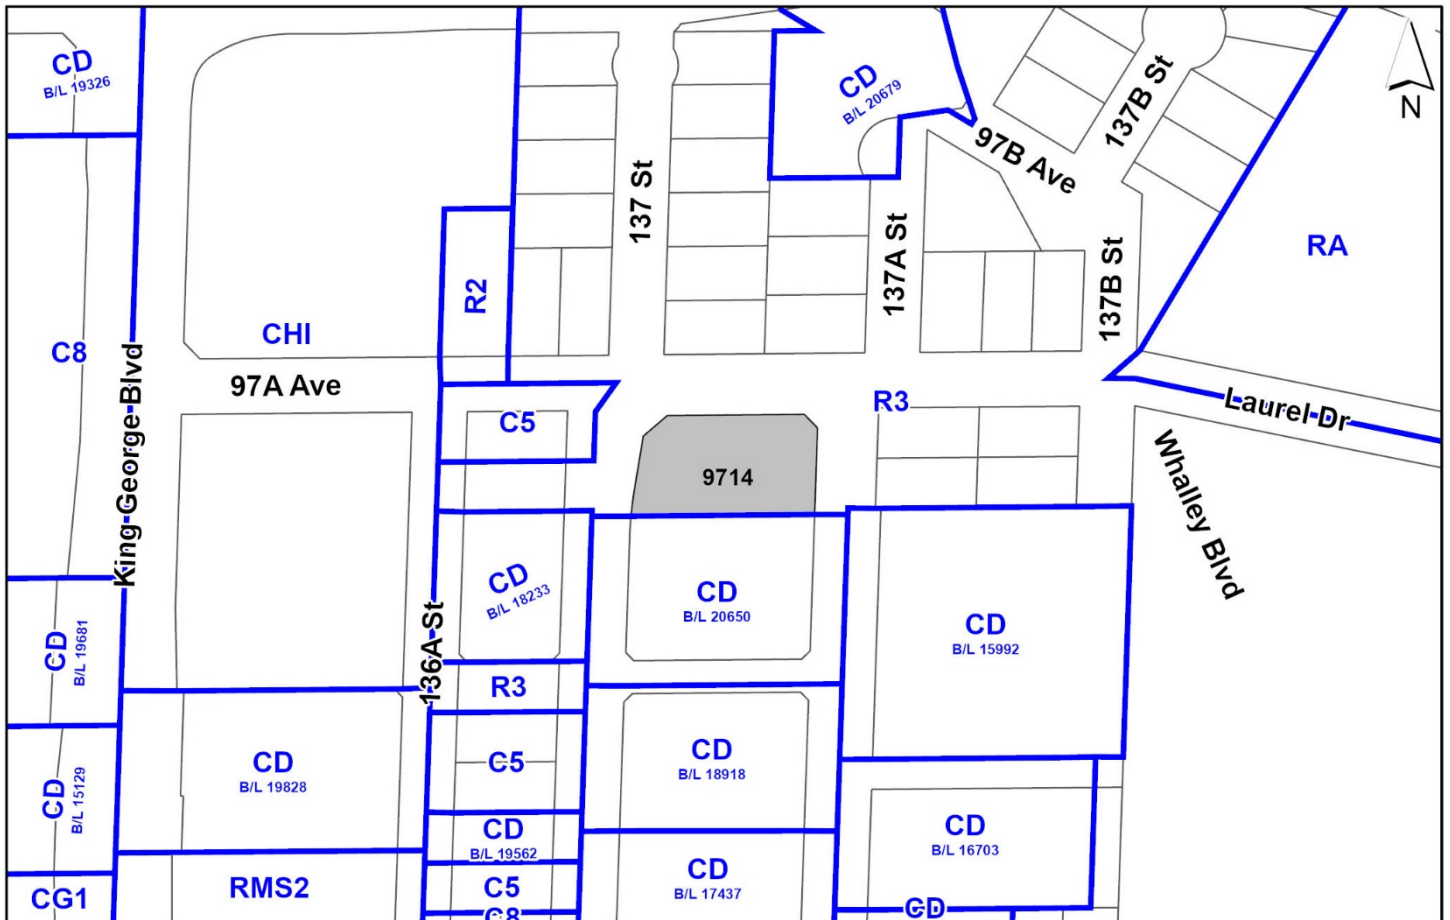 CD
B/L 19326
CD
B/L 20679
137B St
N
97B Ave
137 St
137A St
137B St
RA
R2
CHI
C8
King George Blvd
97A Ave
R3
Laurel Dr
C5
9714
Whalley Blvd
CD
B/L 18233
CD
B/L 20650
CD
B/L 15992
CD
B/L 19681
136A St
R3
CD
B/L 19828
C5
CD
B/L 18918
CD
B/L 15129
CD
B/L 19562
CD
B/L 16703
CG1
RMS2
C5
CD
B/L 17437
C8
CD